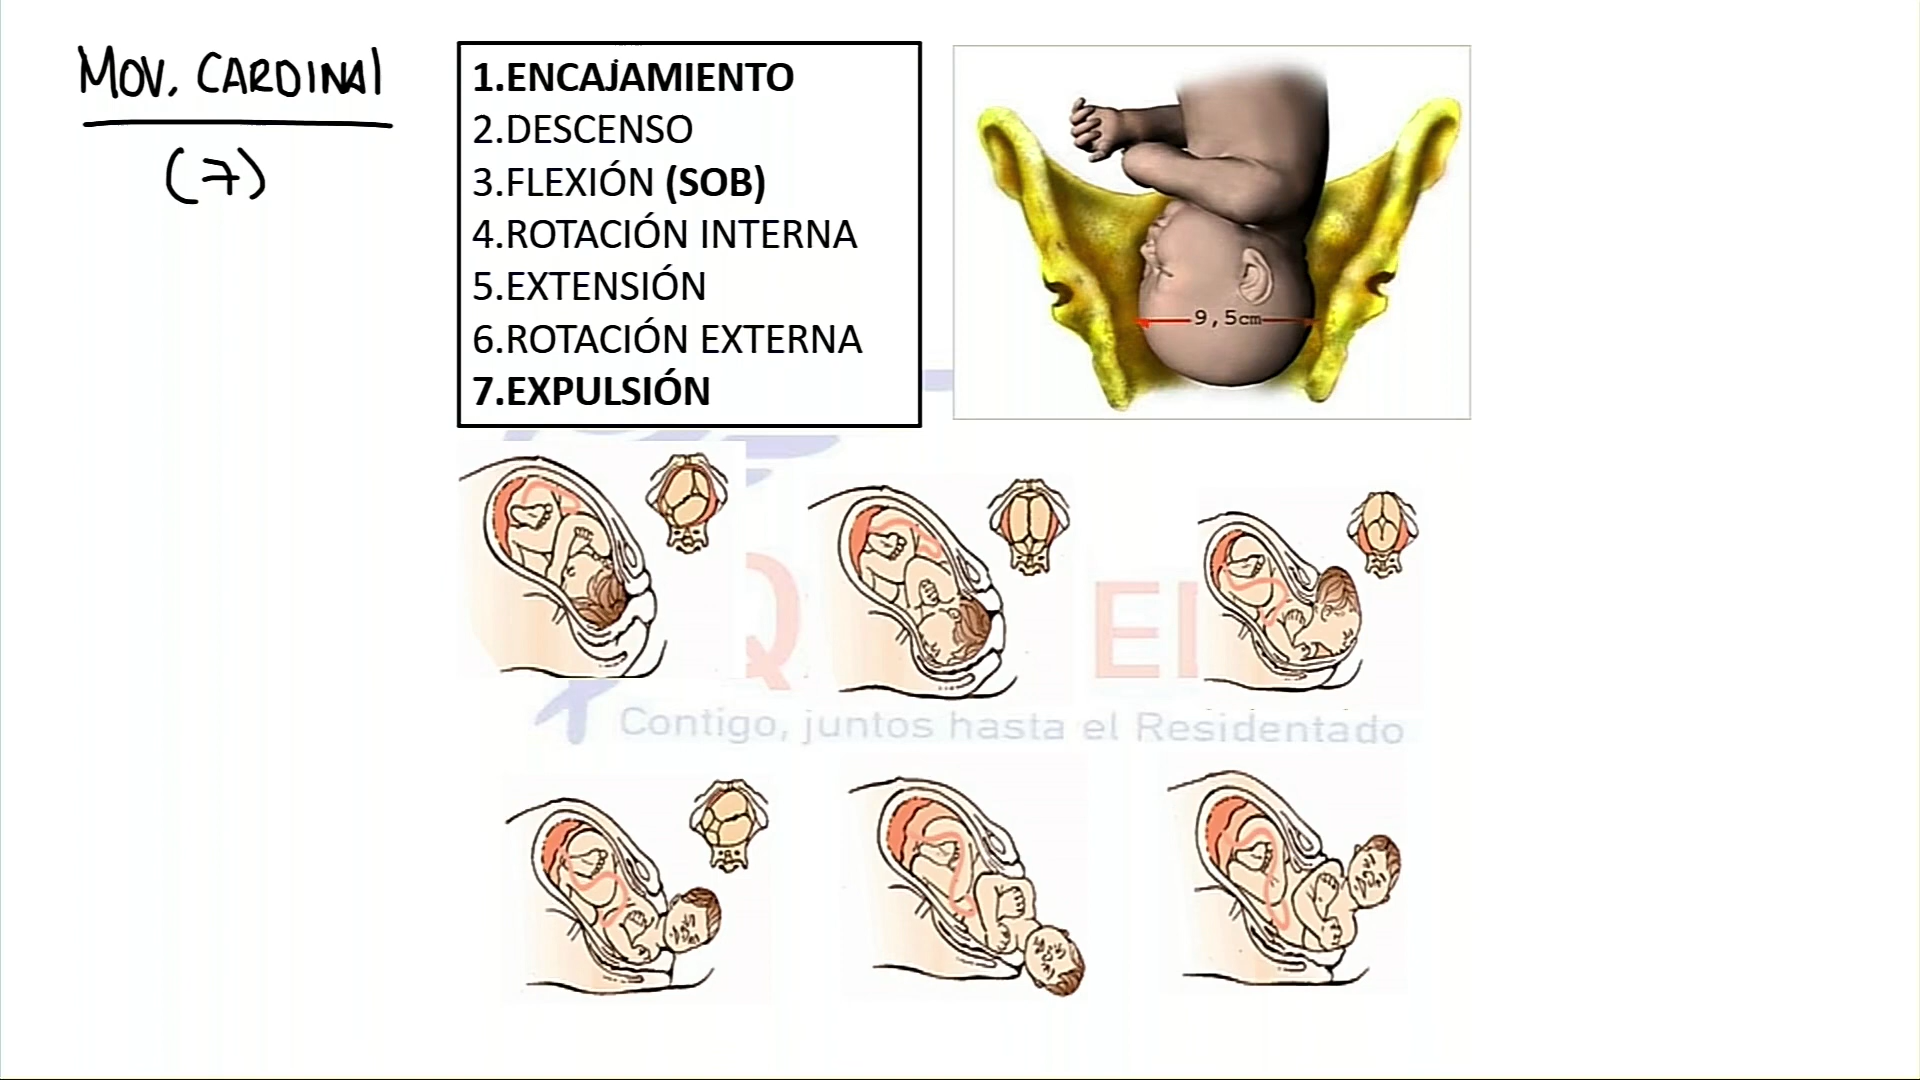 MOV. CARDINAL
(7)
1.ENCAJAMIENTO
2.DESCENSO
3.FLEXIÓN (SOB)
4.ROTACIÓN INTERNA
5.EXTENSIÓN
6.ROTACIÓN EXTERNA
7.EXPULSIÓN
9,5cm
Contigo, juntos hasta el Residentado